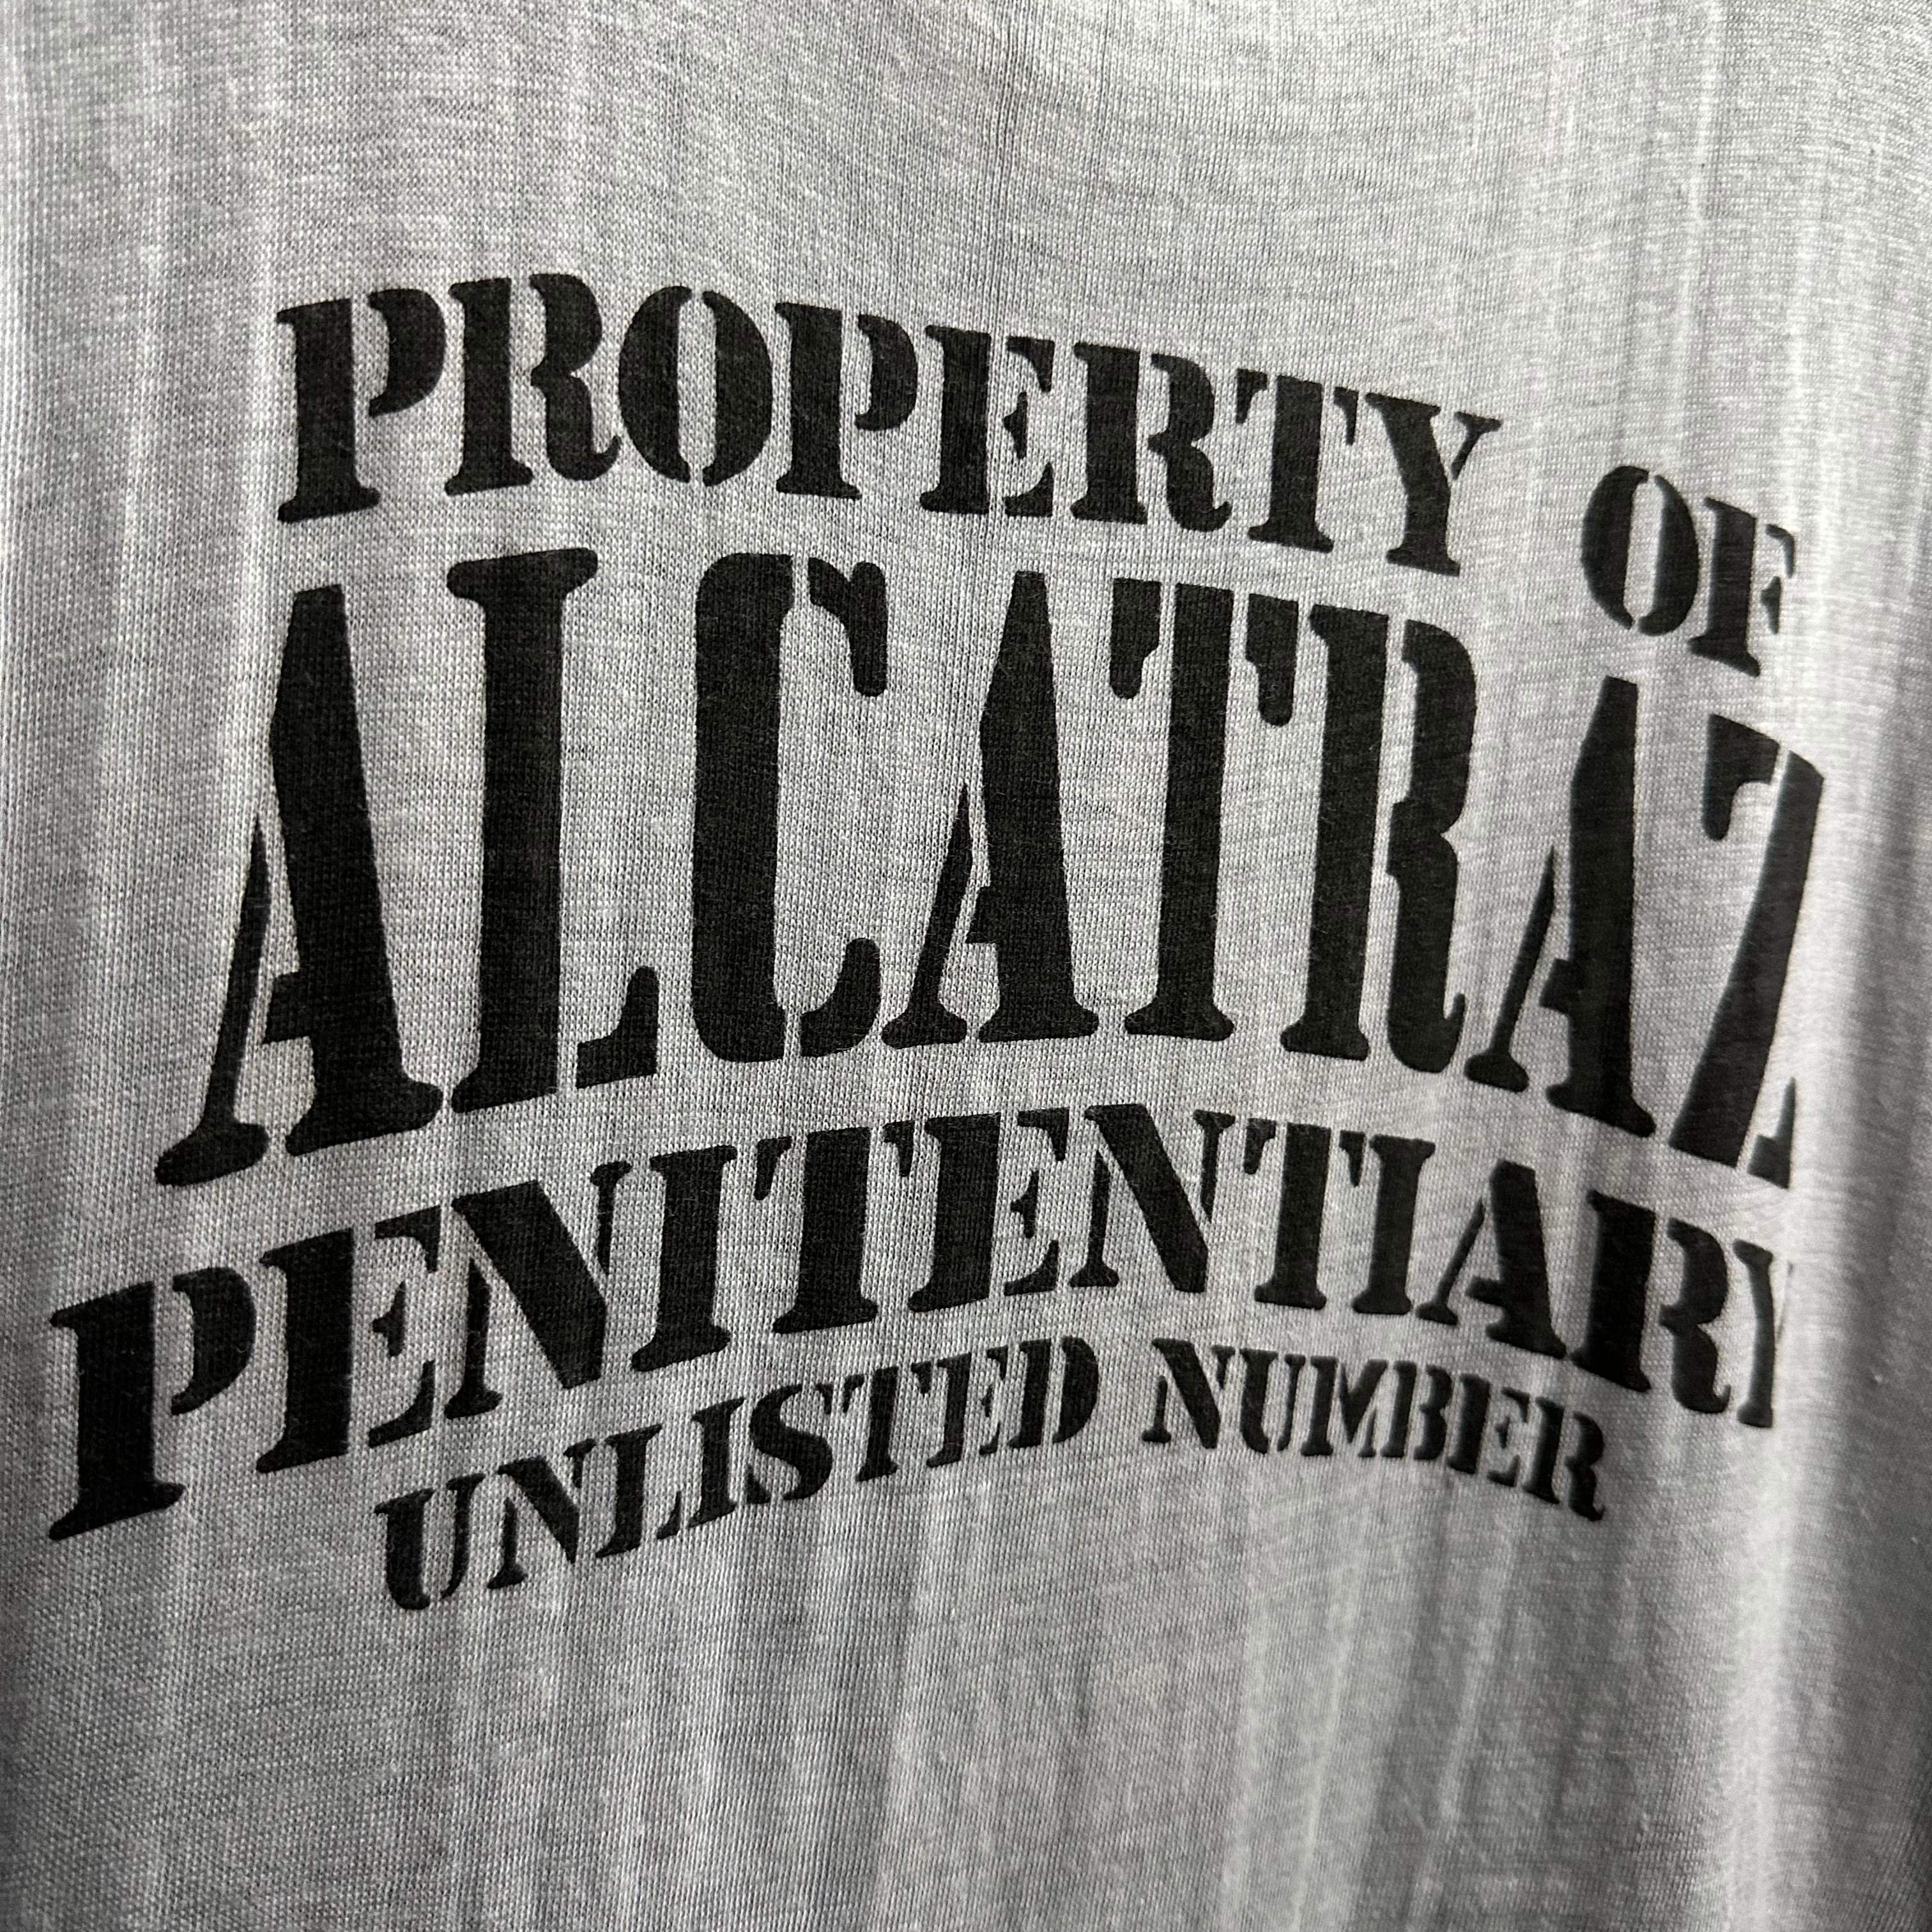 PROPERTY OF
ALCATRAZ
PENITENTIARY
UNLISTED NUMBER